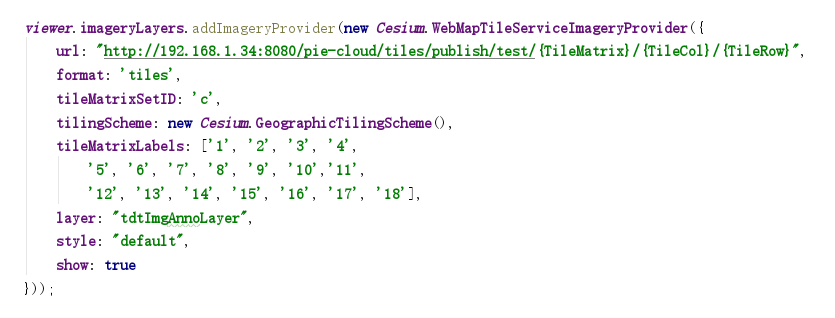 viewer.imageryLayers.addImageryProvider(new Cesium.WebMapTileServiceImageryProvider({
url: "http://192.168.1.34:8080/pie-cloud/tiles/publish/test/{TileMatrix}/{TileCol}/{TileRow}",
format: 'tiles',
tileMatrixSetID: 'c',
tilingScheme: new Cesium.GeographicTilingScheme(),
tileMatrixLabels: ['1', '2', '3', '4',
'5', '6', '7', '8', '9', '10','11',
'12', '13', '14', '15', '16', '17', '18'],
layer: "tdtImgAnnoLayer",
style: "default",
show: true
}));